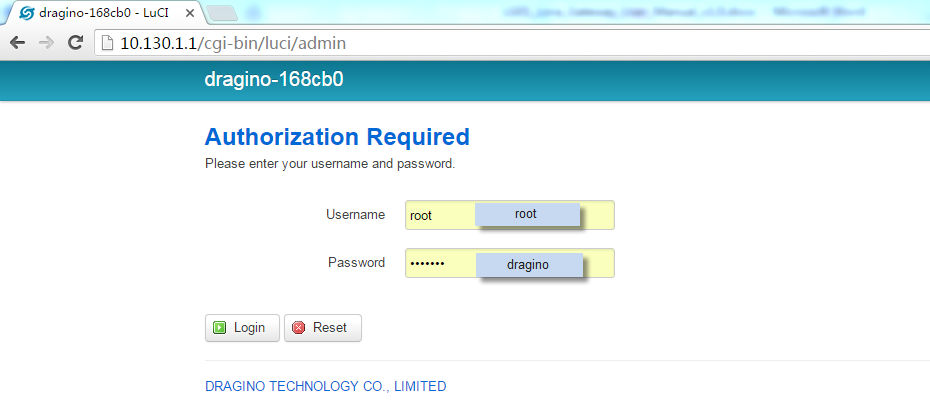 dragino-168cb0 - LuCI
10.130.1.1/cgi-bin/luci/admin
dragino-168cb0
Authorization Required
Please enter your username and password.
Username root root
Password ••••••• dragino
Login Reset
DRAGINO TECHNOLOGY CO., LIMITED